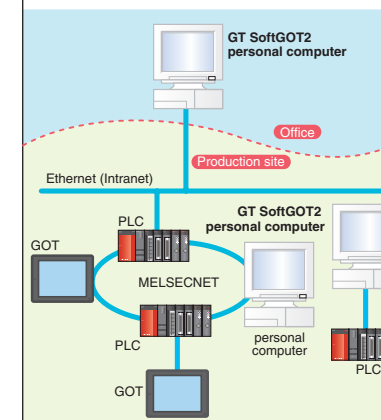 GT SoftGOT2
personal computer
Office
Production site
Ethernet (Intranet)
PLC
GT SoftGOT2
personal computer
GOT
MELSECNET
PLC
personal
computer
PLC
GOT